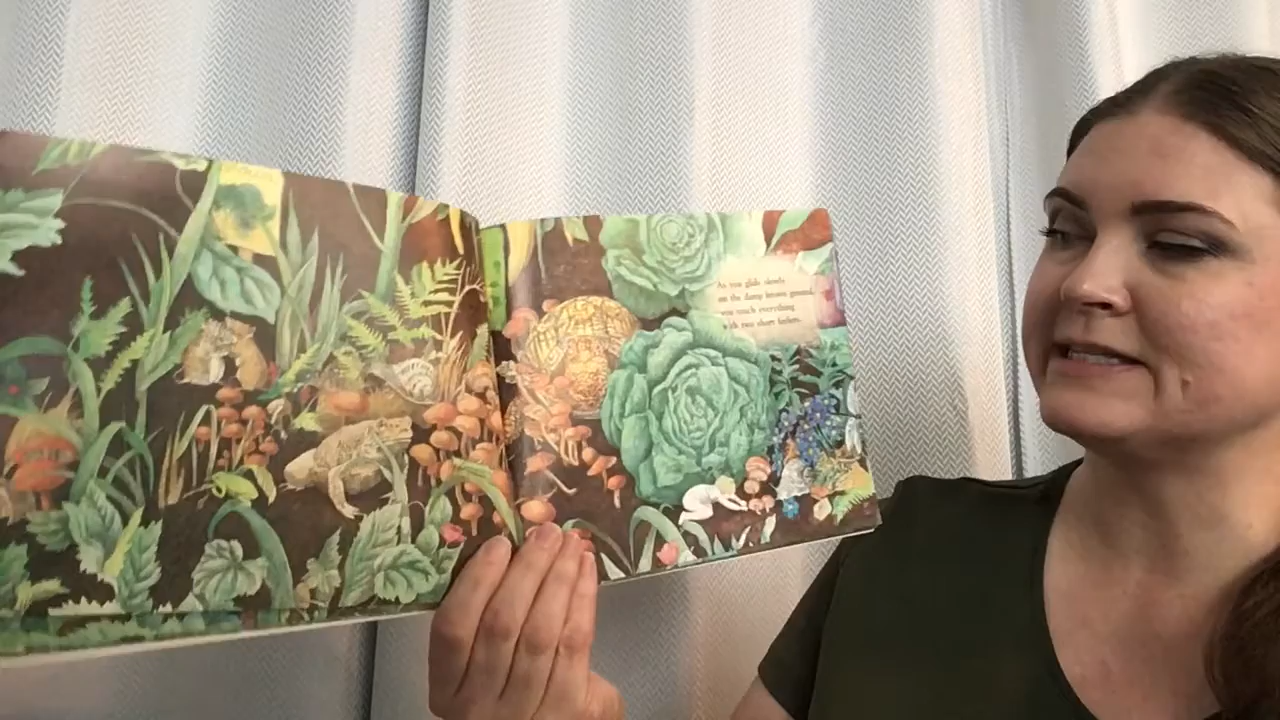 As you glide slowly
on the damp brown ground,
you touch everything
with two short feelers.